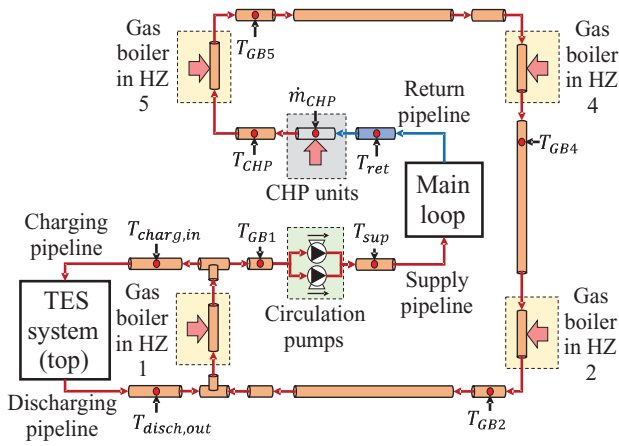 Gas
boiler
in HZ
5
T_GB5
Gas
boiler
in HZ
4
ṁ_CHP
Return
pipeline
T_CHP
T_ret
T_GB4
CHP units
Main
loop
Charging
pipeline
T_charg,in
T_GB1
T_sup
TES
system
(top)
Gas
boiler
in HZ
1
Circulation
pumps
Supply
pipeline
Gas
boiler
in HZ
2
Discharging
pipeline
T_disch,out
T_GB2